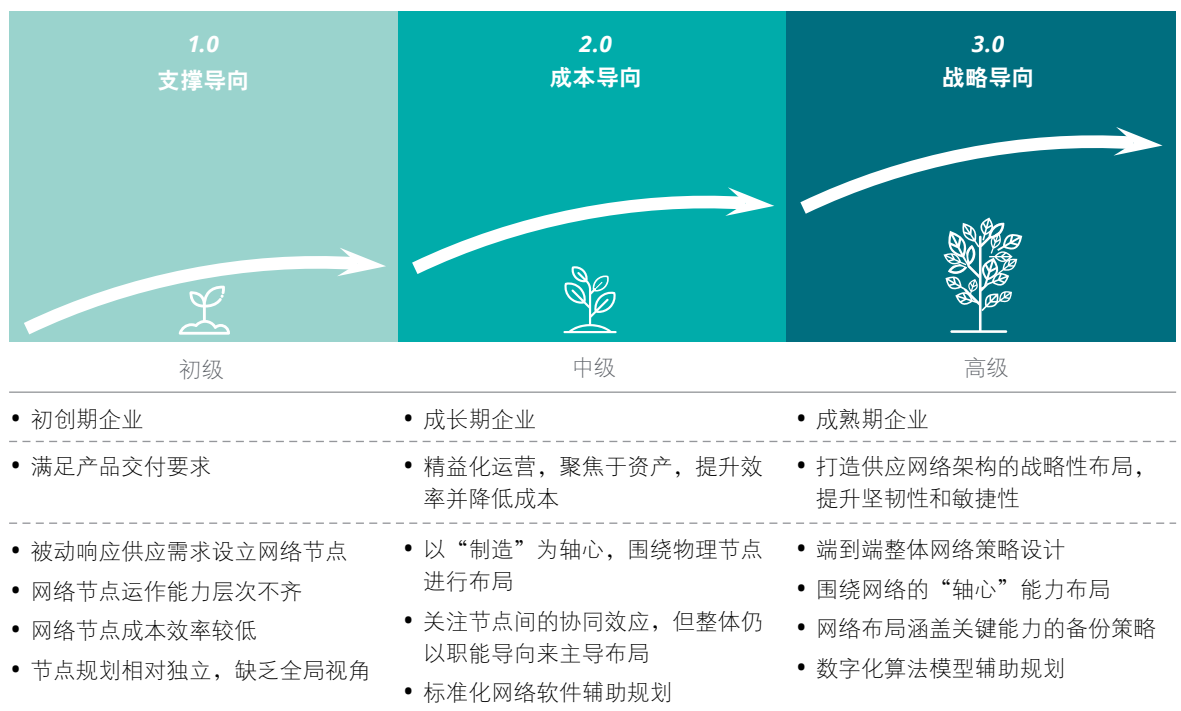 1.0
支撑导向
2.0
成本导向
3.0
战略导向
初级
中级
高级
• 初创期企业
• 成长期企业
• 成熟期企业
• 满足产品交付要求
• 精益化运营，聚焦于资产，提升效
率并降低成本
• 打造供应网络架构的战略性布局，
提升坚韧性和敏捷性
• 被动响应供应需求设立网络节点
• 网络节点运作能力层次不齐
• 网络节点成本效率较低
• 节点规划相对独立，缺乏全局视角
• 以“制造”为轴心，围绕物理节点
进行布局
• 关注节点间的协同效应，但整体仍
以职能导向来主导布局
• 标准化网络软件辅助规划
• 端到端整体网络策略设计
• 围绕网络的“轴心”能力布局
• 网络布局涵盖关键能力的备份策略
• 数字化算法模型辅助规划